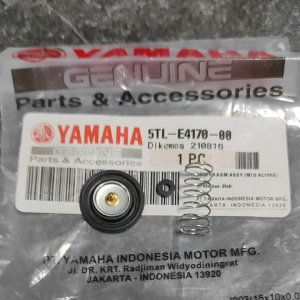 YAMAHA
GENUINE
Parts & Accessories
YAMAHA 5TL-E4170-00
GENUINE Dikemas 210816
Parts & Accessories 1 PC
PT. YAMAHA INDONESIA MOTOR MFG.
JL. DR. KRT. Radjiman Widyodiningrat
JAKARTA - INDONESIA 13920